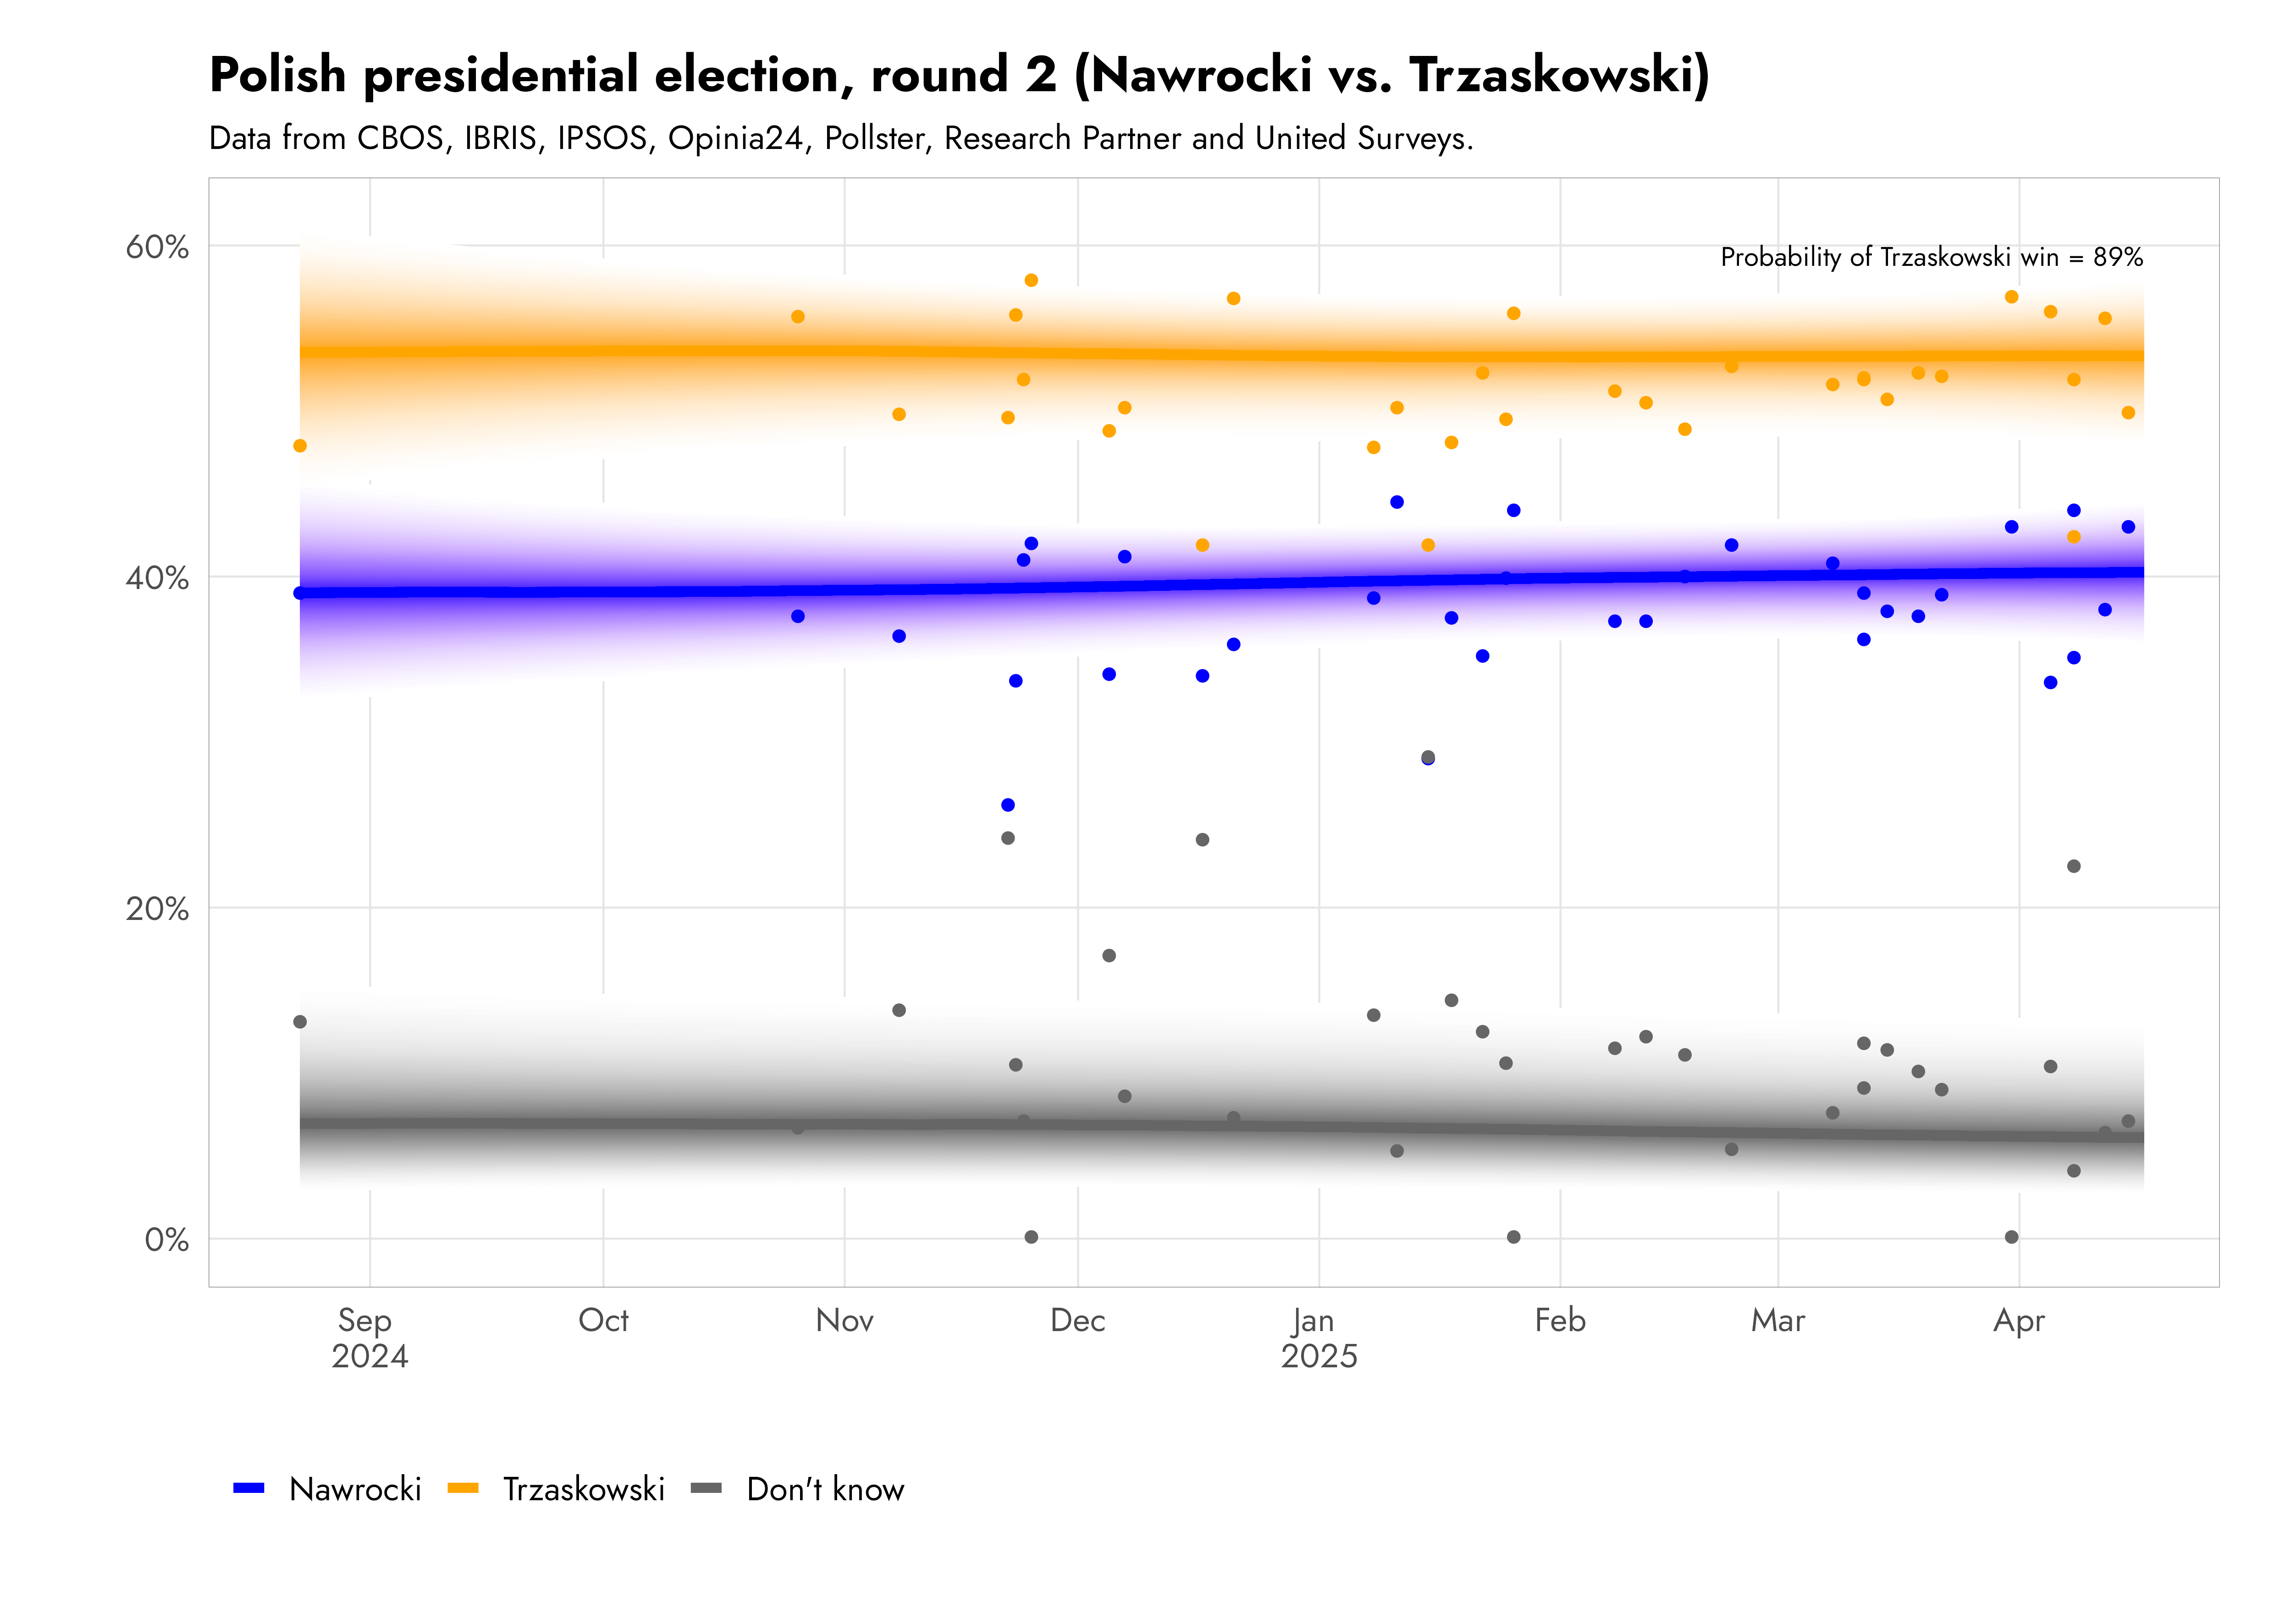 Polish presidential election, round 2 (Nawrocki vs. Trzaskowski)
Data from CBOS, IBRIS, IPSOS, Opinia24, Pollster, Research Partner and United Surveys.
60%
Probability of Trzaskowski win = 89%
40%
20%
0%
Sep Oct Nov Dec Jan Feb Mar Apr
2024 2025
Nawrocki Trzaskowski Don't know